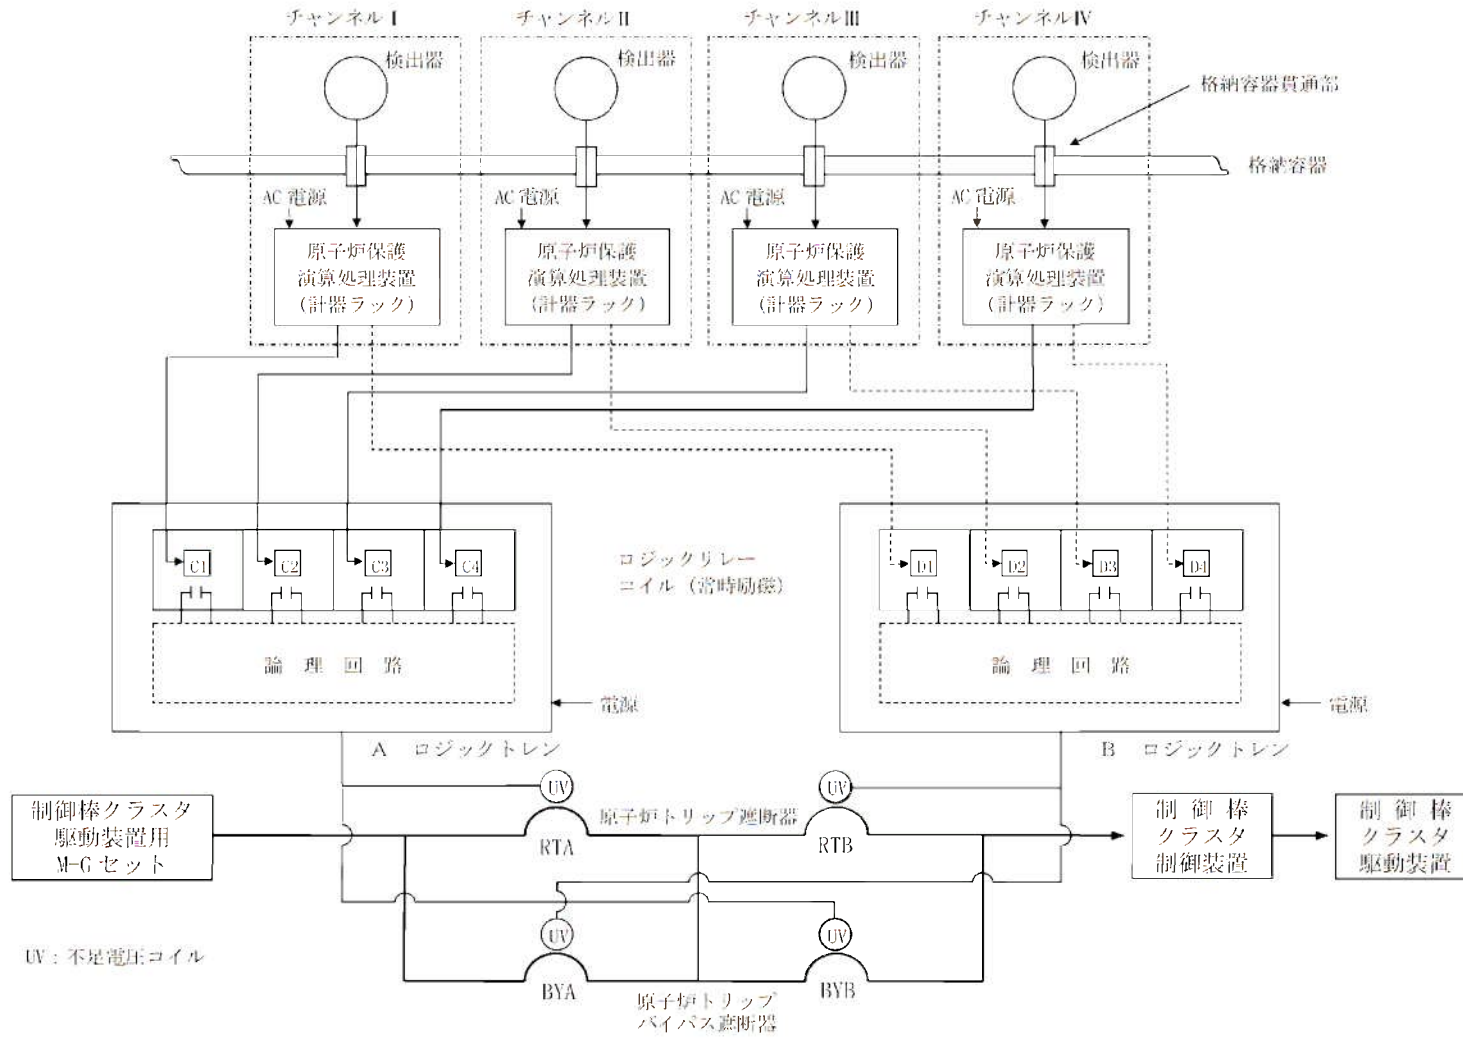 チャンネルⅠ
チャンネルⅡ
チャンネルⅢ
チャンネルⅣ
検出器
検出器
検出器
検出器
格納容器貫通部
格納容器
AC 電源
AC 電源
AC 電源
AC 電源
原子炉保護
演算処理装置
(計器ラック)
原子炉保護
演算処理装置
(計器ラック)
原子炉保護
演算処理装置
(計器ラック)
原子炉保護
演算処理装置
(計器ラック)
C1
C2
C3
C4
ロジックリレー
コイル (常時励磁)
D1
D2
D3
D4
論 理 回 路
論 理 回 路
電源
電源
A ロジックトレン
B ロジックトレン
UV
UV
制御棒クラスタ
駆動装置用
M-G セット
原子炉トリップ遮断器
RTA
RTB
制 御 棒
クラスタ
制御装置
制 御 棒
クラスタ
駆動装置
UV
UV
UV : 不足電圧コイル
BYA
BYB
原子炉トリップ
バイパス遮断器